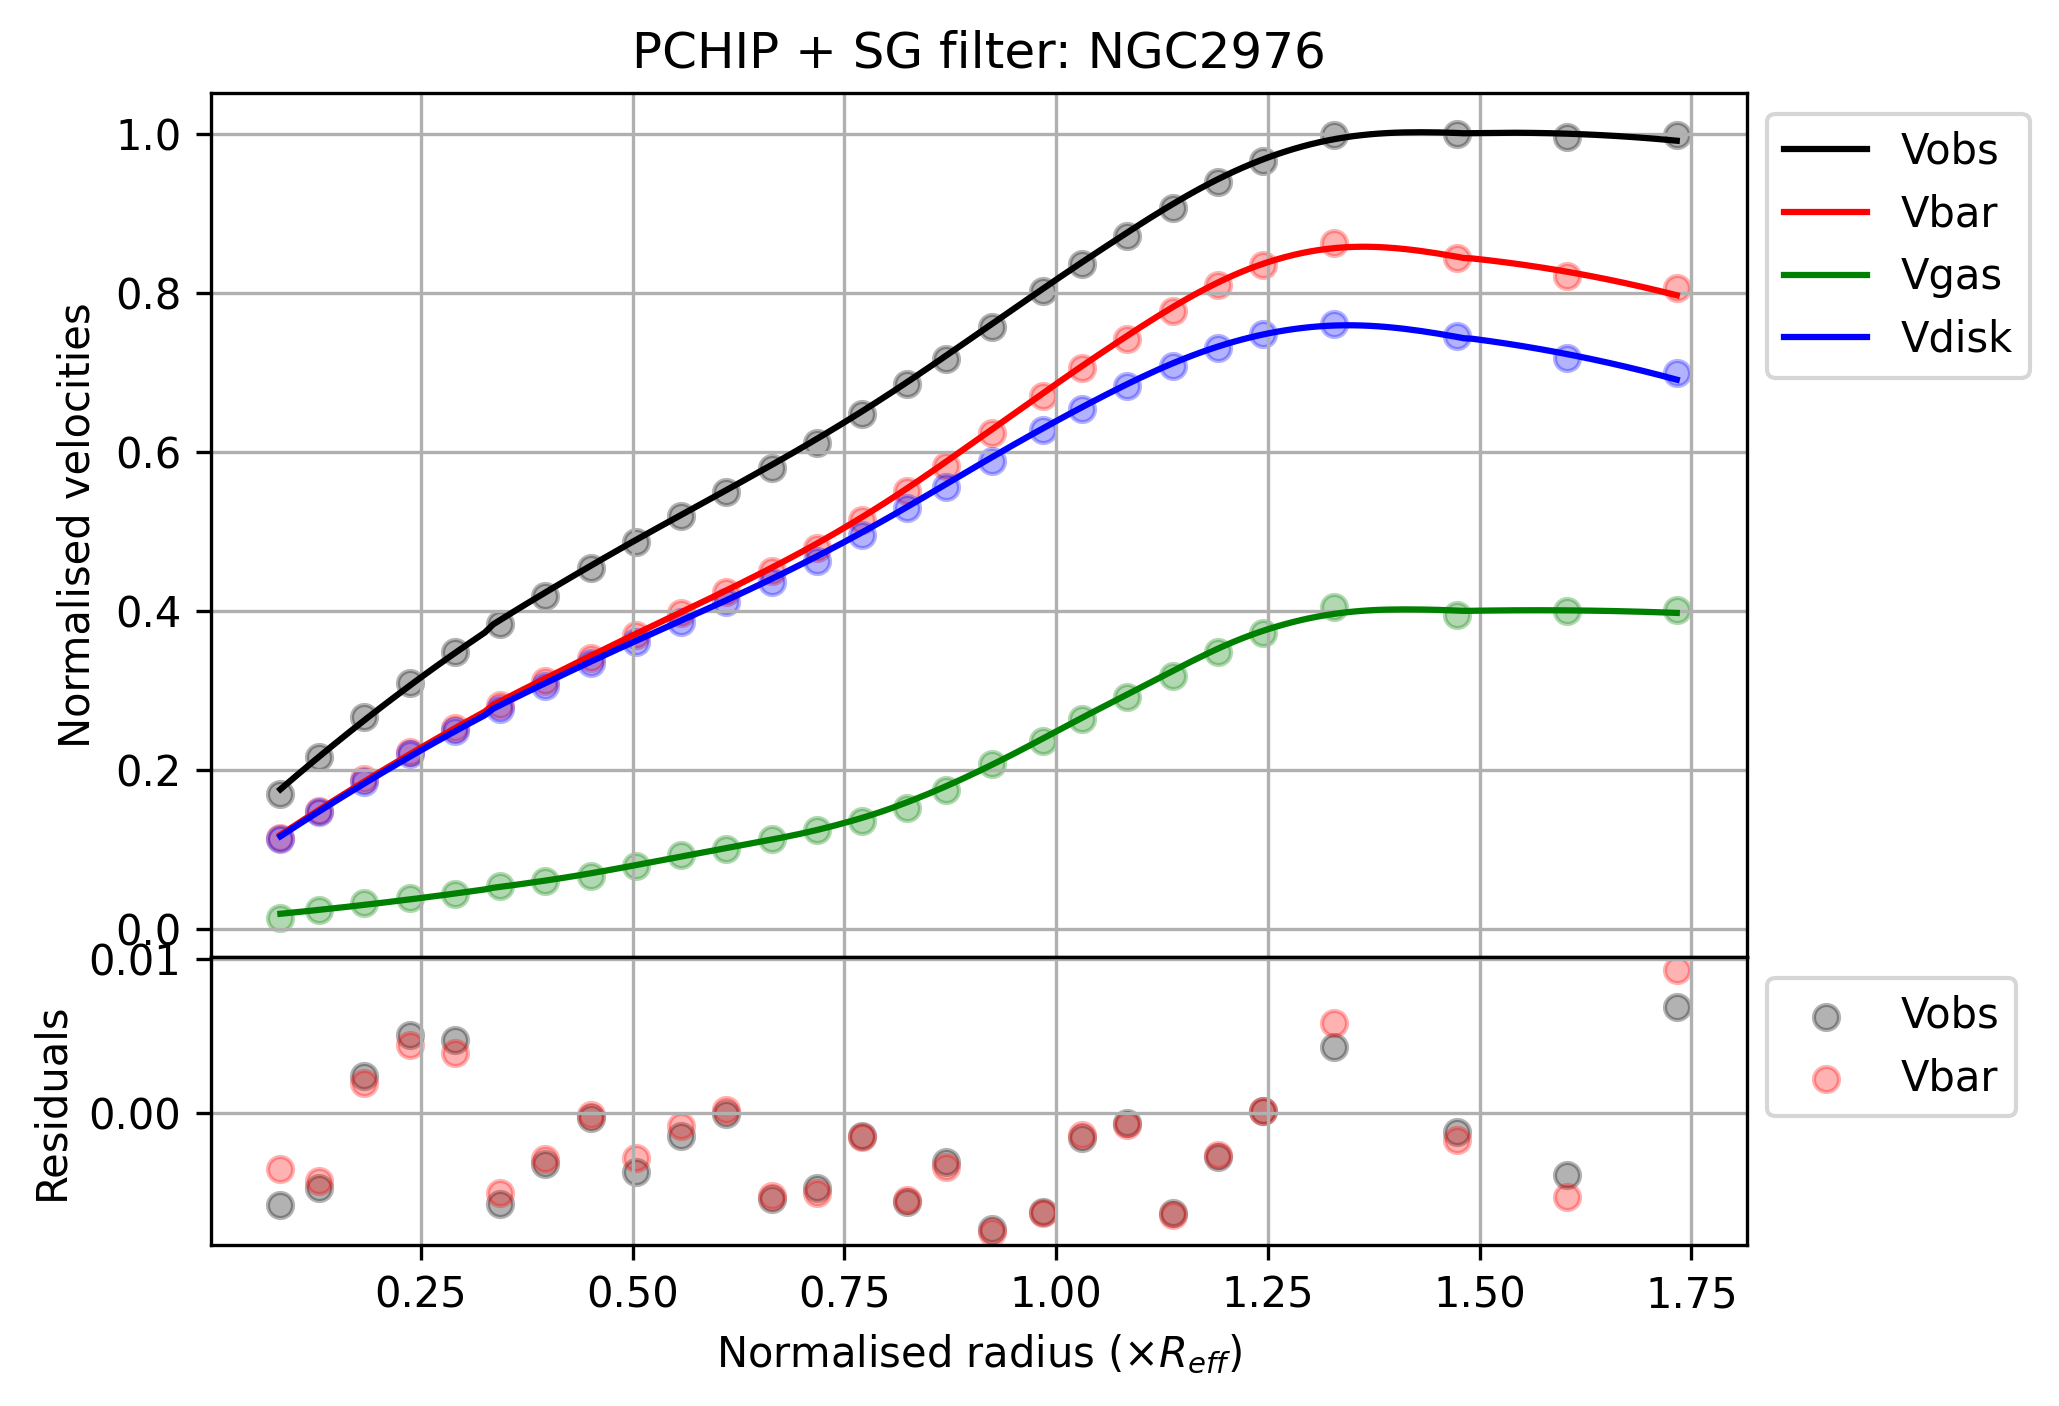 PCHIP + SG filter: NGC2976
Normalised velocities
1.0
0.8
0.6
0.4
0.2
0.0
Vobs
Vbar
Vgas
Vdisk
Residuals
0.01
0.00
Vobs
Vbar
0.25 0.50 0.75 1.00 1.25 1.50 1.75
Normalised radius (×R_eff)